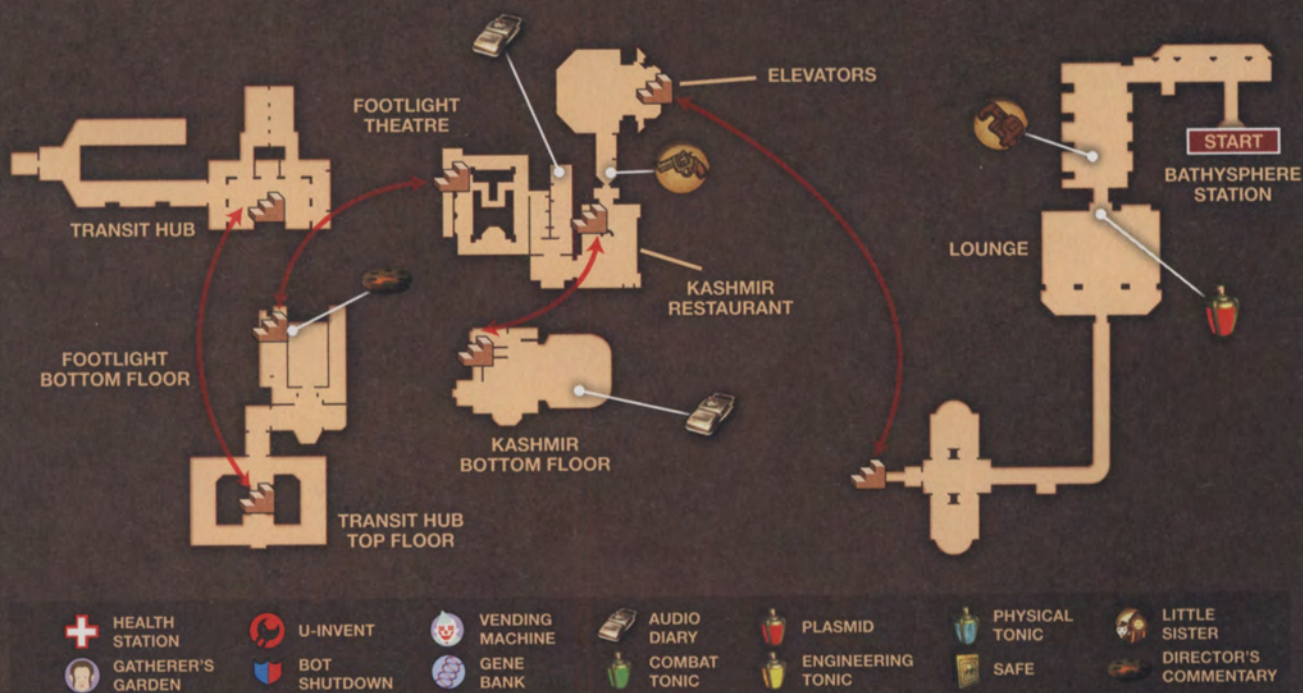 ELEVATORS
FOOTLIGHT
THEATRE
START
BATHYSPHERE
STATION
TRANSIT HUB
LOUNGE
KASHMIR
RESTAURANT
FOOTLIGHT
BOTTOM FLOOR
KASHMIR
BOTTOM FLOOR
TRANSIT HUB
TOP FLOOR
HEALTH
STATION
U-INVENT
VENDING
MACHINE
AUDIO
DIARY
PLASMID
PHYSICAL
TONIC
LITTLE
SISTER
GATHERER'S
GARDEN
BOT
SHUTDOWN
GENE
BANK
COMBAT
TONIC
ENGINEERING
TONIC
SAFE
DIRECTOR'S
COMMENTARY